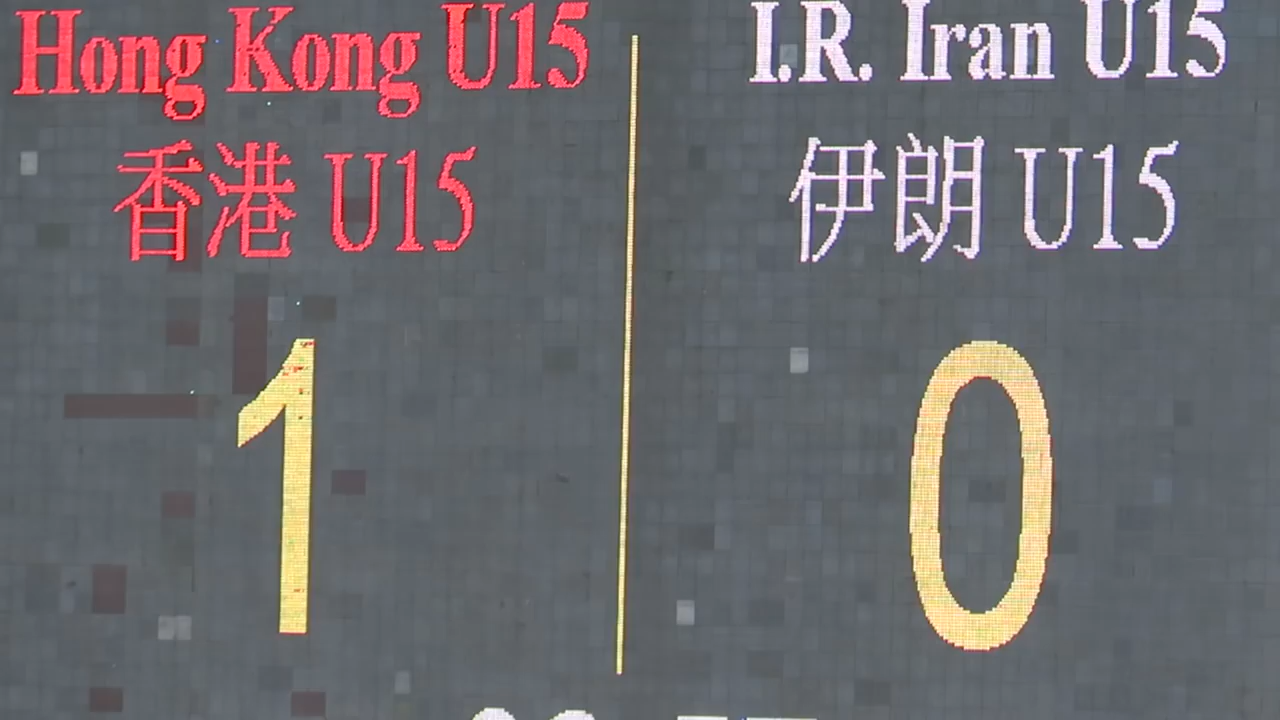 Hong Kong U15
I.R. Iran U15
香港 U15
伊朗 U15
1
0